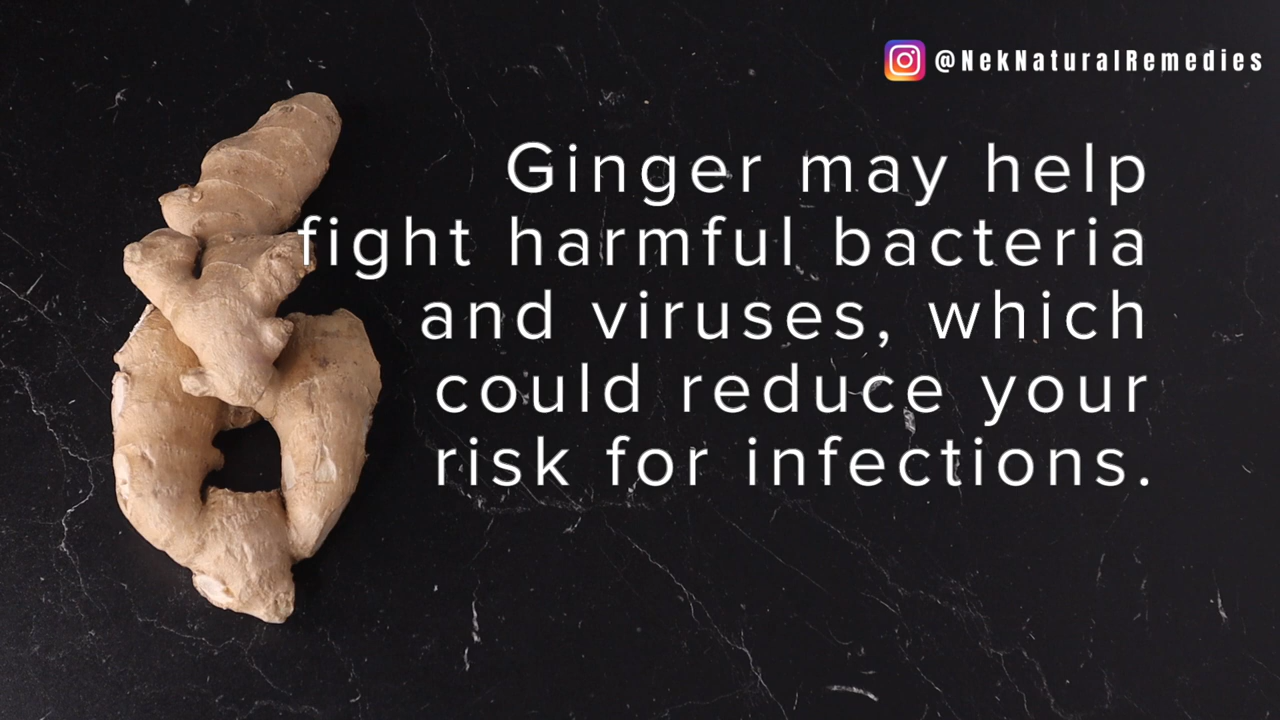 @NekNaturalRemedies
Ginger may help
fight harmful bacteria
and viruses, which
could reduce your
risk for infections.